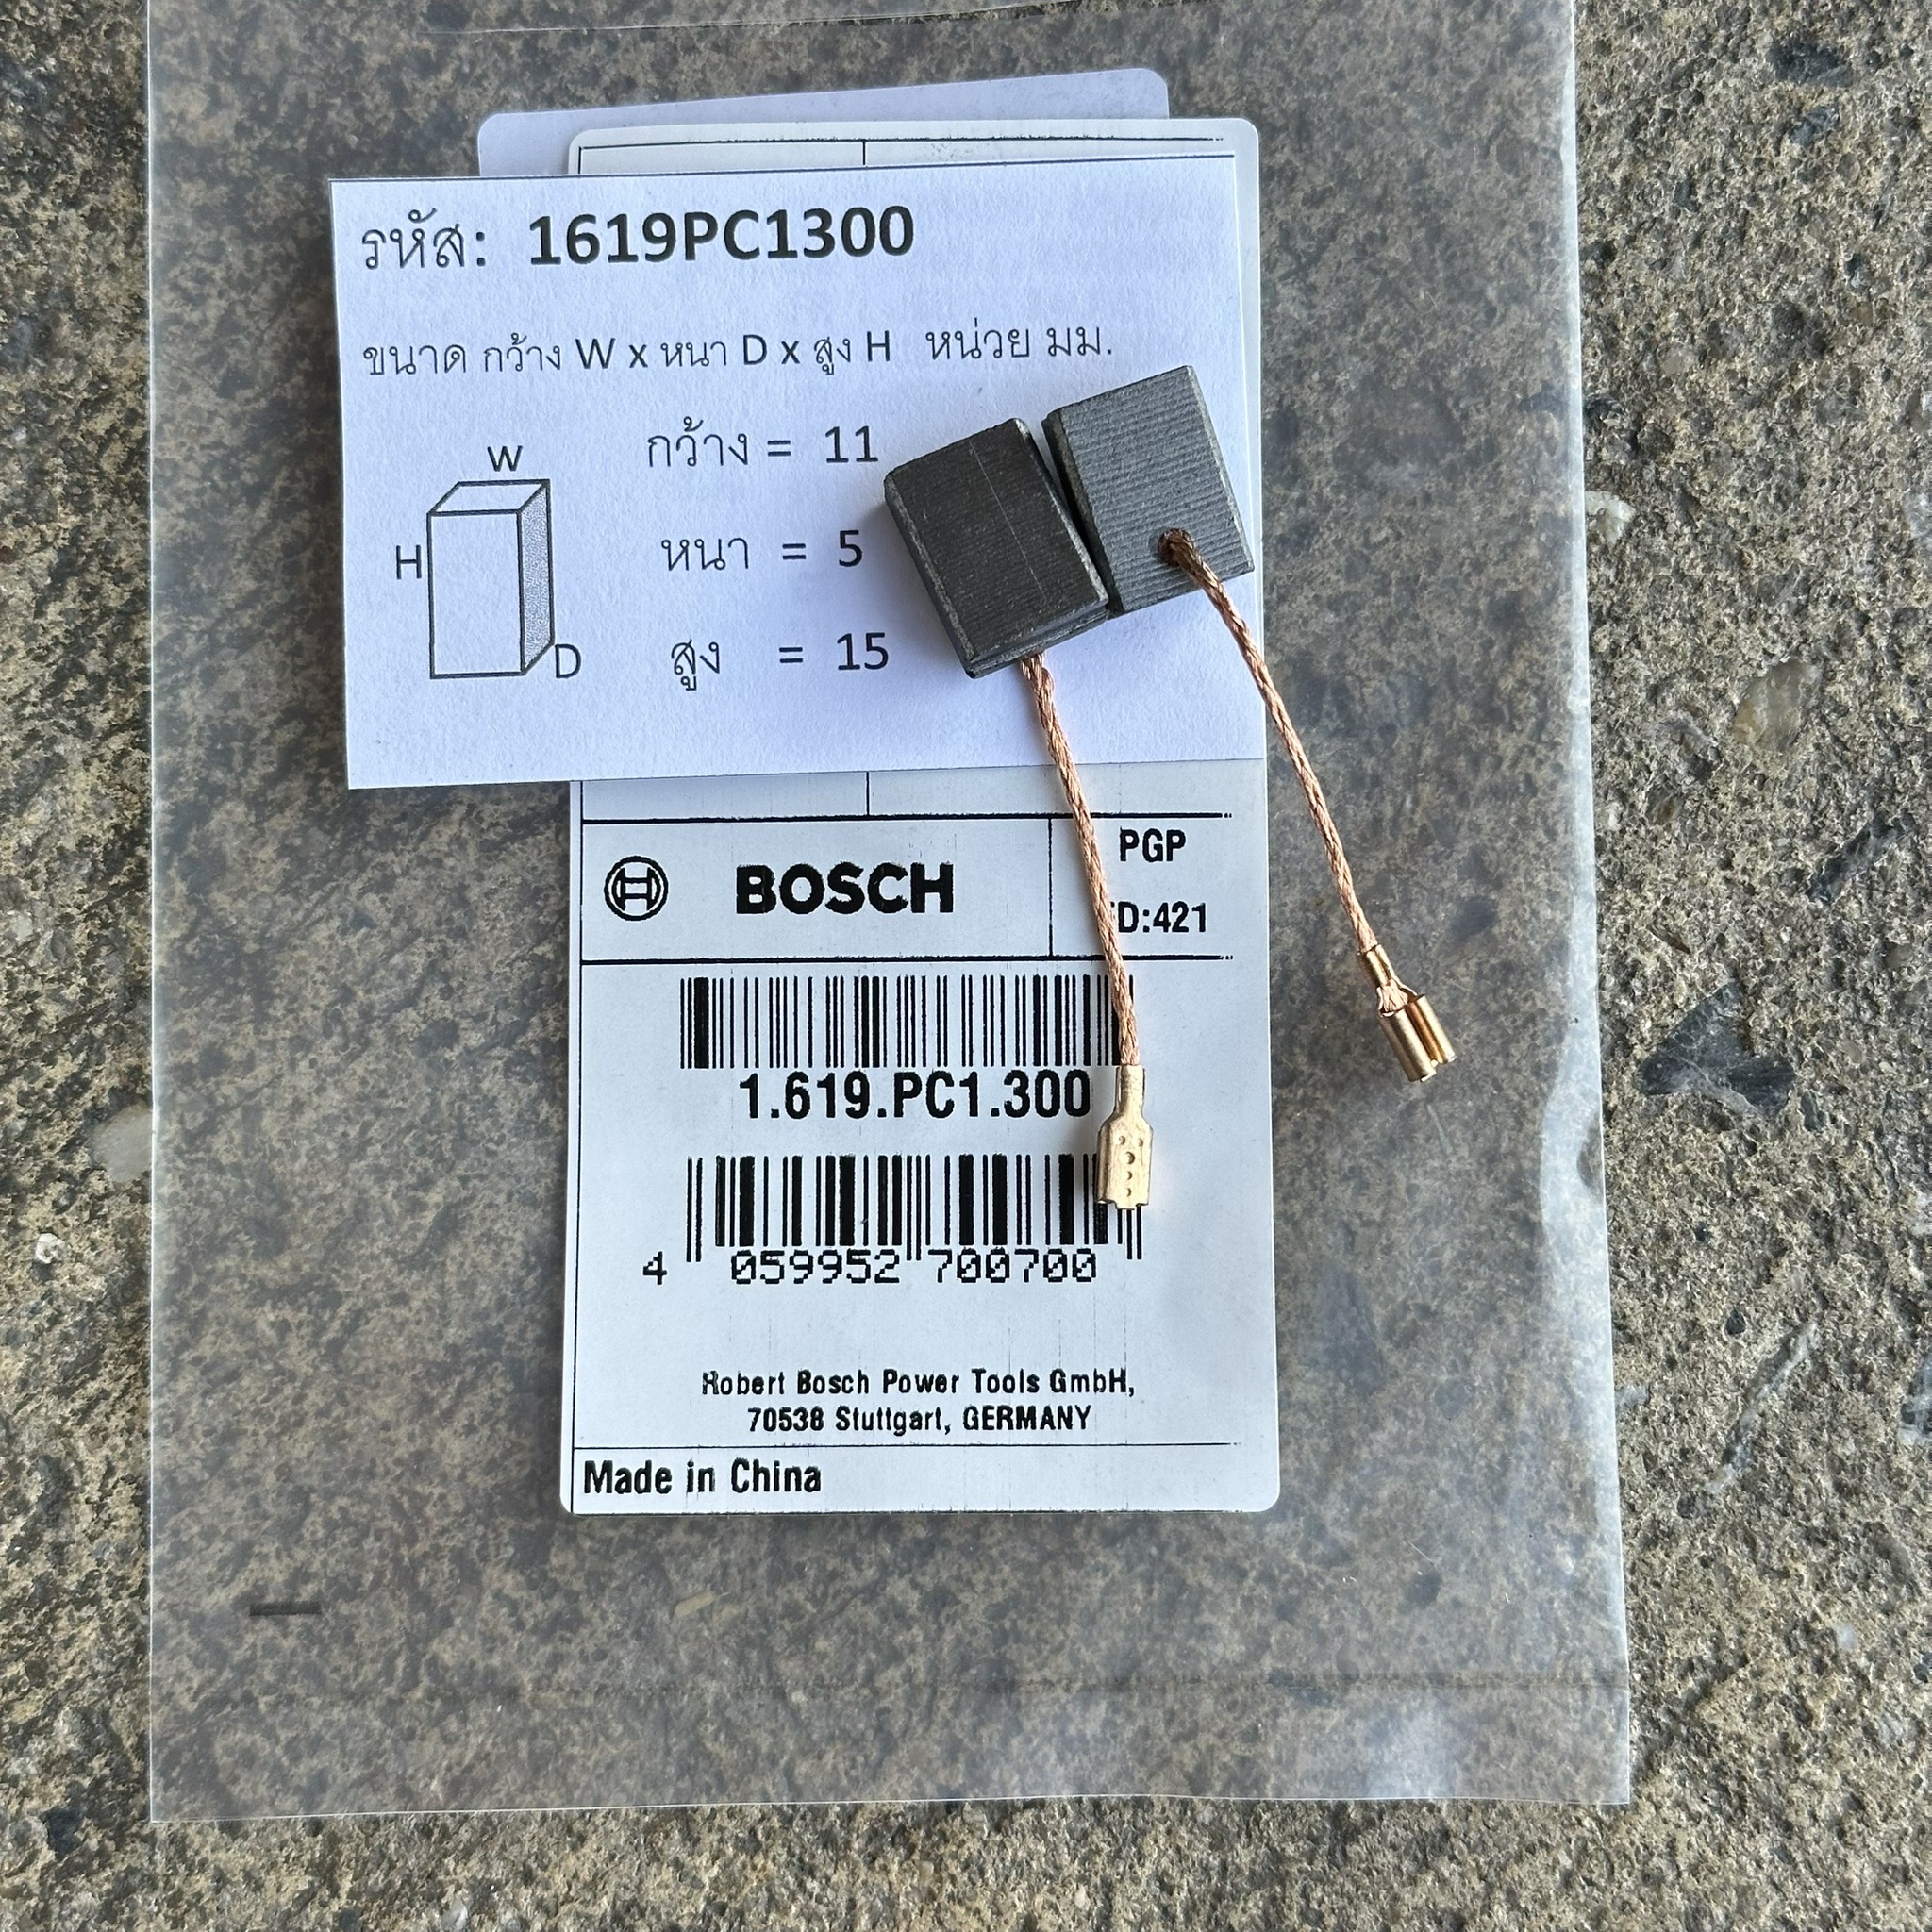 รหัส: 1619PC1300
ขนาด กว้าง W x หนา D x สูง H หน่วย มม.
W
H
D
กว้าง = 11
หนา = 5
สูง = 15
BOSCH
PGP
D:421
1.619.PC1.300
4 059952 700700
Robert Bosch Power Tools GmbH,
70538 Stuttgart, GERMANY
Made in China